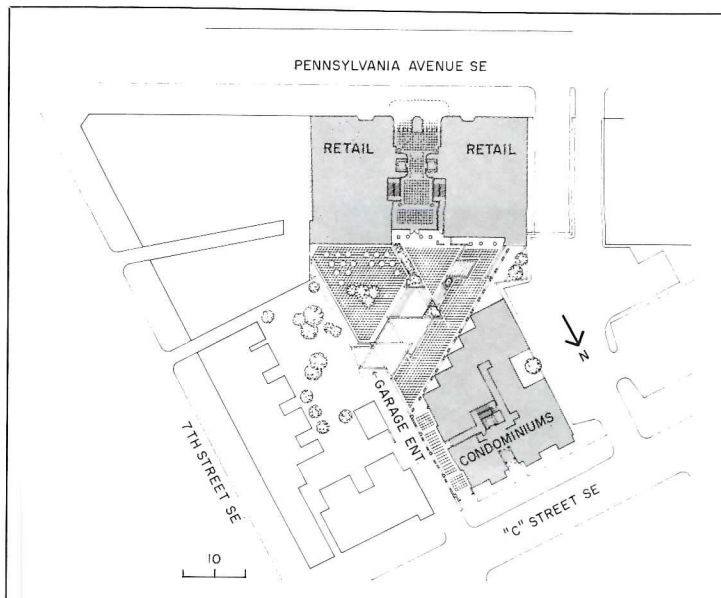 PENNSYLVANIA AVENUE SE
RETAIL
RETAIL
N
GARAGE ENT
CONDOMINIUMS
7TH STREET SE
"C" STREET SE
10